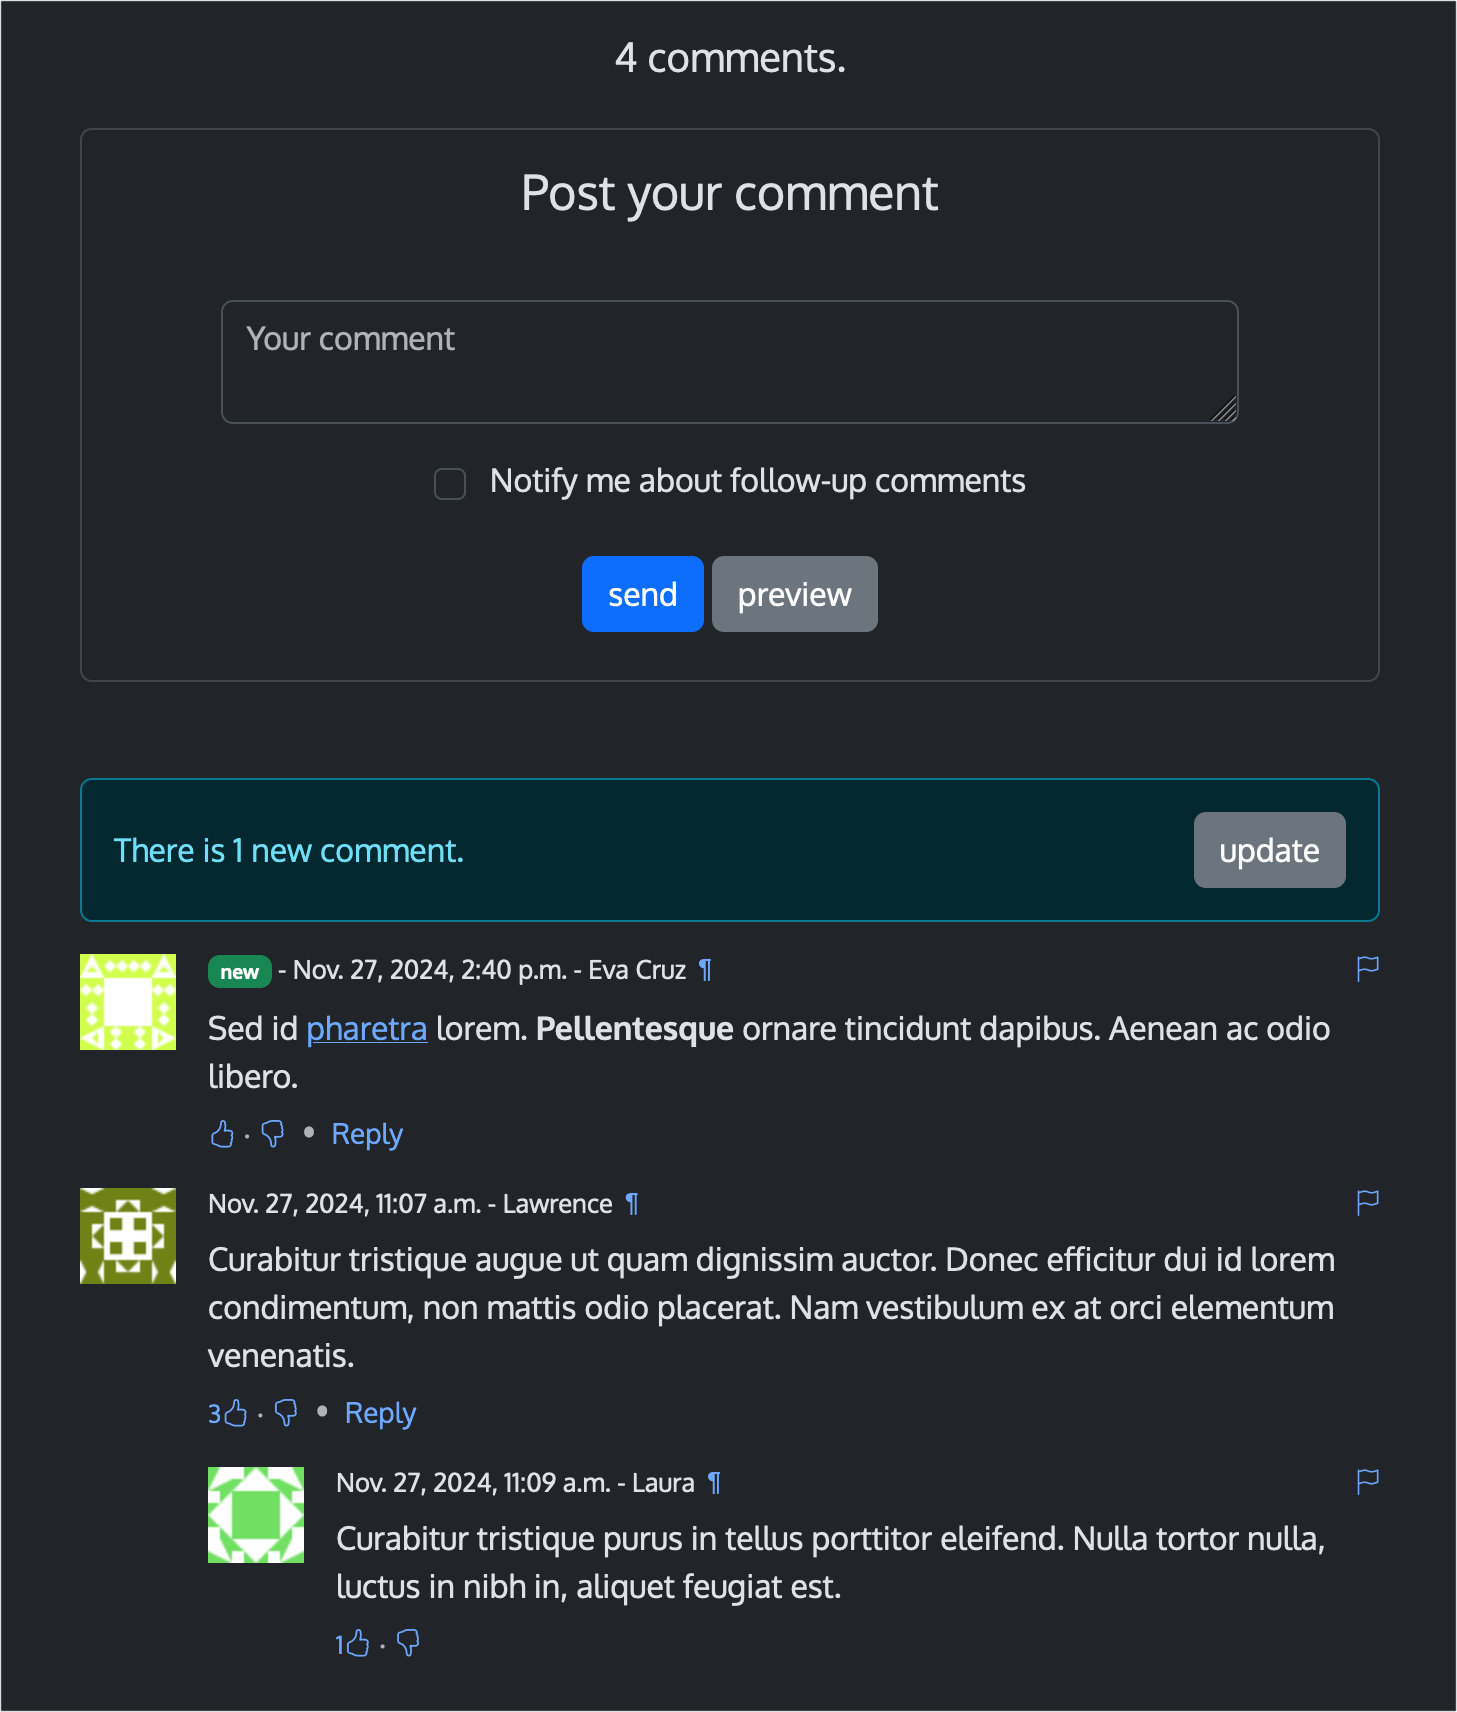 4 comments.
Post your comment
Your comment
Notify me about follow-up comments
send preview
There is 1 new comment. update
new - Nov. 27, 2024, 2:40 p.m. - Eva Cruz ¶
Sed id pharetra lorem. Pellentesque ornare tincidunt dapibus. Aenean ac odio
libero.
· • Reply
Nov. 27, 2024, 11:07 a.m. - Lawrence ¶
Curabitur tristique augue ut quam dignissim auctor. Donec efficitur dui id lorem
condimentum, non mattis odio placerat. Nam vestibulum ex at orci elementum
venenatis.
3 · • Reply
Nov. 27, 2024, 11:09 a.m. - Laura ¶
Curabitur tristique purus in tellus porttitor eleifend. Nulla tortor nulla,
luctus in nibh in, aliquet feugiat est.
1 ·